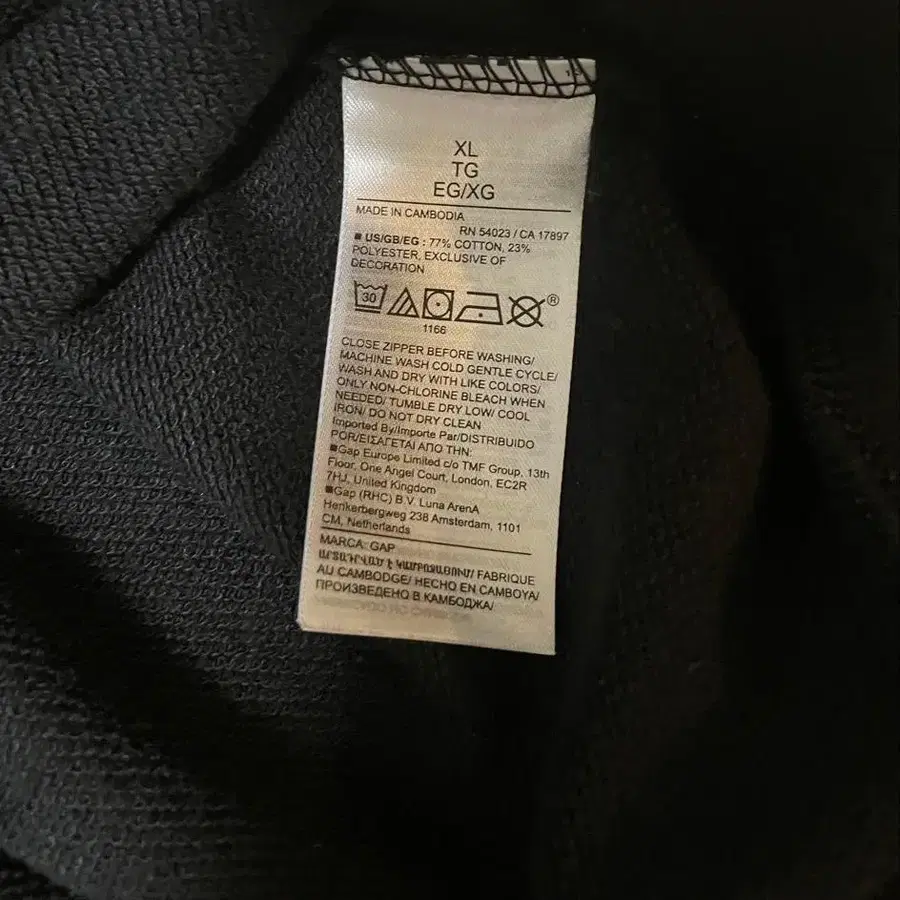 XL
TG
EG/XG
MADE IN CAMBODIA
RN 54023 / CA 17897
■ US/GB/EG : 77% COTTON, 23%
POLYESTER, EXCLUSIVE OF
DECORATION
30
®
1166
CLOSE ZIPPER BEFORE WASHING/
MACHINE WASH COLD GENTLE CYCLE/
WASH AND DRY WITH LIKE COLORS/
ONLY NON-CHLORINE BLEACH WHEN
NEEDED/ TUMBLE DRY LOW/ COOL
IRON/ DO NOT DRY CLEAN
Imported By/Importe Par/DISTRIBUIDO
POR/ΕΙΣΑΓΕΤΑΙ ΑΠΟ ΤΗΝ:
■Gap Europe Limited c/o TMF Group, 13th
Floor, One Angel Court, London, EC2R
7HJ, United Kingdom
■Gap (RHC) B.V. Luna ArenA
Herikerbergweg 238 Amsterdam, 1101
CM, Netherlands
MARCA: GAP
ԱՐՏԱԴՐՎԱԾ Է ԿԱՄԲՈՋԱՅՈՒՄ/ FABRIQUE
AU CAMBODGE/ HECHO EN CAMBOYA/
ПРОИЗВЕДЕНО В КАМБОДЖА/